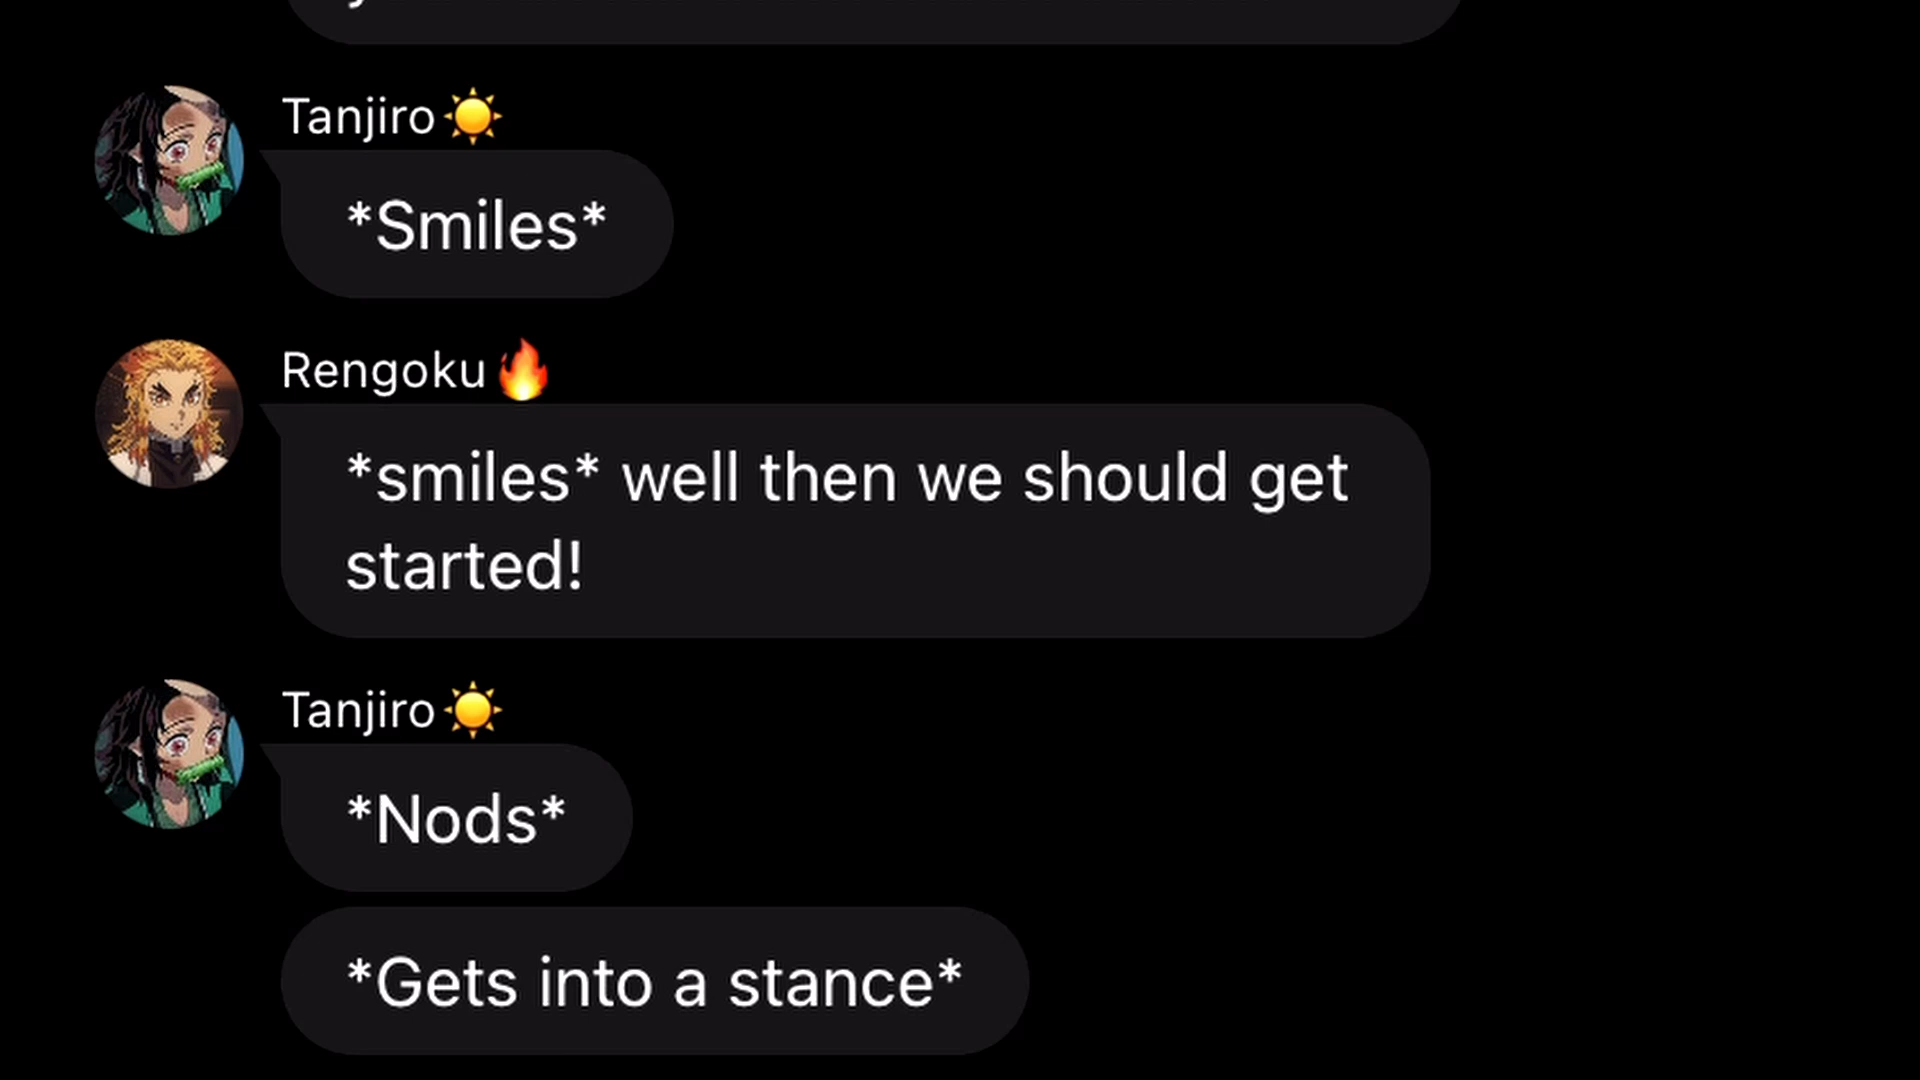 Tanjiro☀️
*Smiles*
Rengoku🔥
*smiles* well then we should get
started!
Tanjiro☀️
*Nods*
*Gets into a stance*